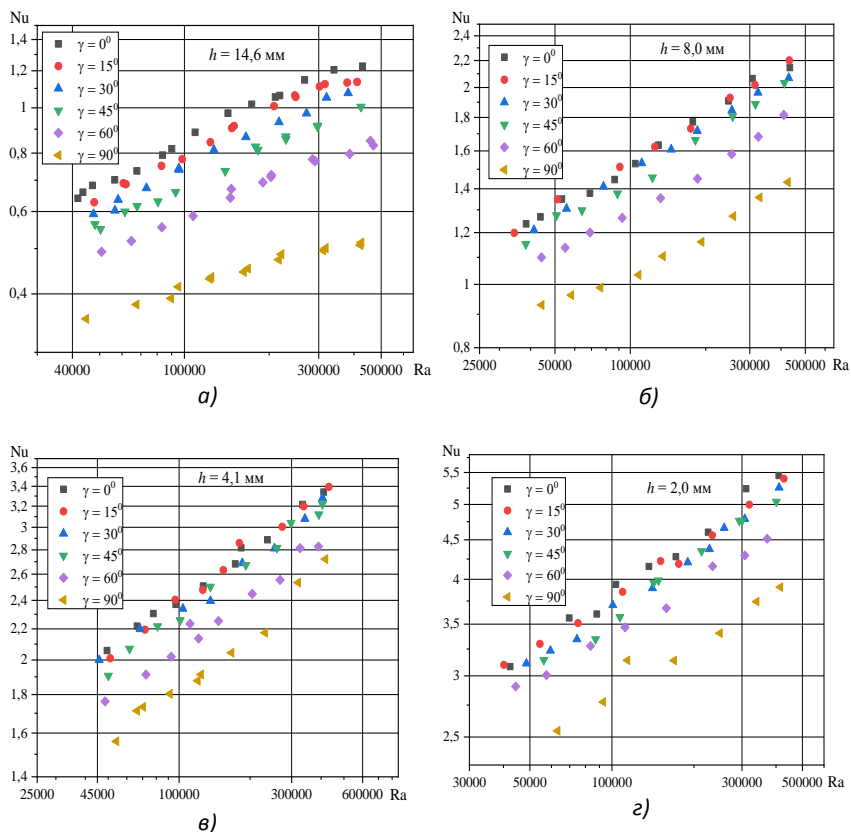 Nu
1,4
1,2
1
0,8
0,6
0,4
γ = 0⁰
γ = 15⁰
γ = 30⁰
γ = 45⁰
γ = 60⁰
γ = 90⁰
h = 14,6 мм
40000 100000 300000 500000 Ra
а)
Nu
2,4
2,2
2,0
1,8
1,6
1,4
1,2
1
0,8
γ = 0⁰
γ = 15⁰
γ = 30⁰
γ = 45⁰
γ = 60⁰
γ = 90⁰
h = 8,0 мм
25000 50000 100000 300000 500000 Ra
б)
Nu
3,6
3,4
3,2
3
2,8
2,6
2,4
2,2
2
1,8
1,6
1,4
γ = 0⁰
γ = 15⁰
γ = 30⁰
γ = 45⁰
γ = 60⁰
γ = 90⁰
h = 4,1 мм
25000 45000 100000 300000 600000 Ra
в)
Nu
5,5
5
4,5
4
3,5
3
2,5
γ = 0⁰
γ = 15⁰
γ = 30⁰
γ = 45⁰
γ = 60⁰
γ = 90⁰
h = 2,0 мм
30000 50000 100000 300000 500000 Ra
г)